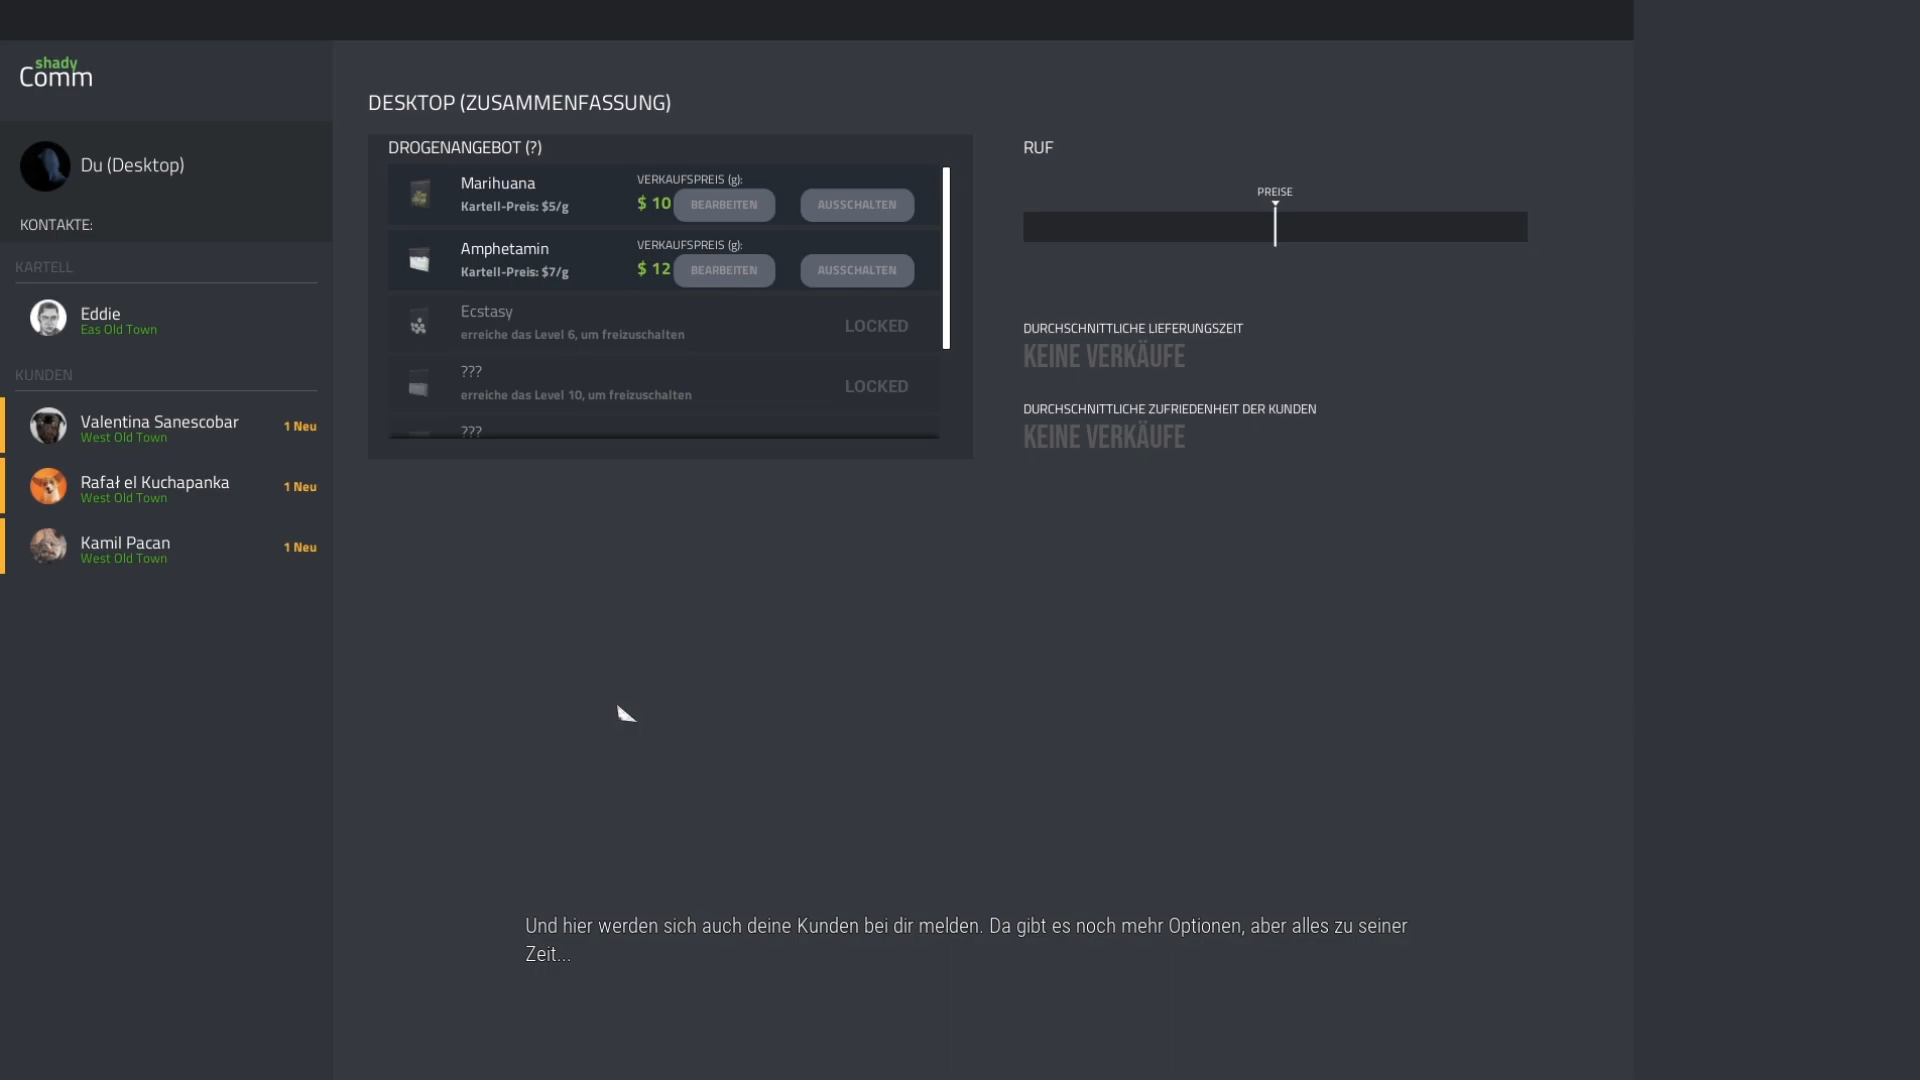 shady
Comm
Du (Desktop)
KONTAKTE:
KARTELL
Eddie
Eas Old Town
KUNDEN
Valentina Sanescobar
West Old Town
1 Neu
Rafał el Kuchapanka
West Old Town
1 Neu
Kamil Pacan
West Old Town
1 Neu
DESKTOP (ZUSAMMENFASSUNG)
DROGENANGEBOT (?)
Marihuana
Kartell-Preis: $5/g
VERKAUFSPREIS (g):
$ 10
BEARBEITEN
AUSSCHALTEN
Amphetamin
Kartell-Preis: $7/g
VERKAUFSPREIS (g):
$ 12
BEARBEITEN
AUSSCHALTEN
Ecstasy
erreiche das Level 6, um freizuschalten
LOCKED
???
erreiche das Level 10, um freizuschalten
LOCKED
???
RUF
PREISE
DURCHSCHNITTLICHE LIEFERUNGSZEIT
KEINE VERKÄUFE
DURCHSCHNITTLICHE ZUFRIEDENHEIT DER KUNDEN
KEINE VERKÄUFE
Und hier werden sich auch deine Kunden bei dir melden. Da gibt es noch mehr Optionen, aber alles zu seiner
Zeit...